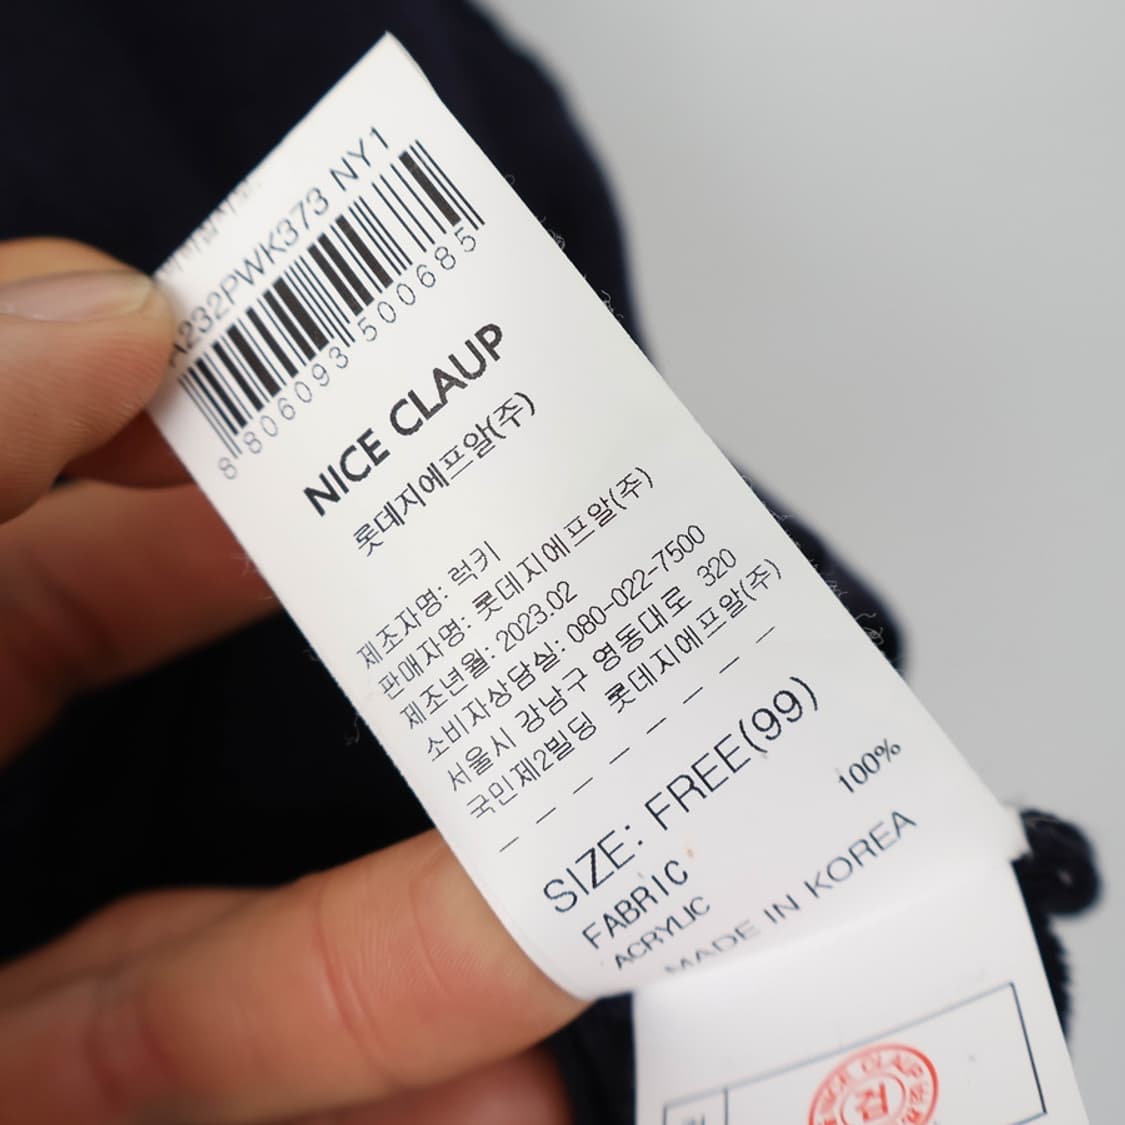 A232PWK373 NY1
8 806093 500685
NICE CLAUP
롯데지에프알(주)
제조자명: 럭키
판매자명: 롯데지에프알(주)
제조년월: 2023.02
소비자상담실: 080-022-7500
서울시 강남구 영동대로 320
국민제2빌딩 롯데지에프알(주)
SIZE: FREE(99)
FABRIC
ACRYLIC 100%
MADE IN KOREA
검